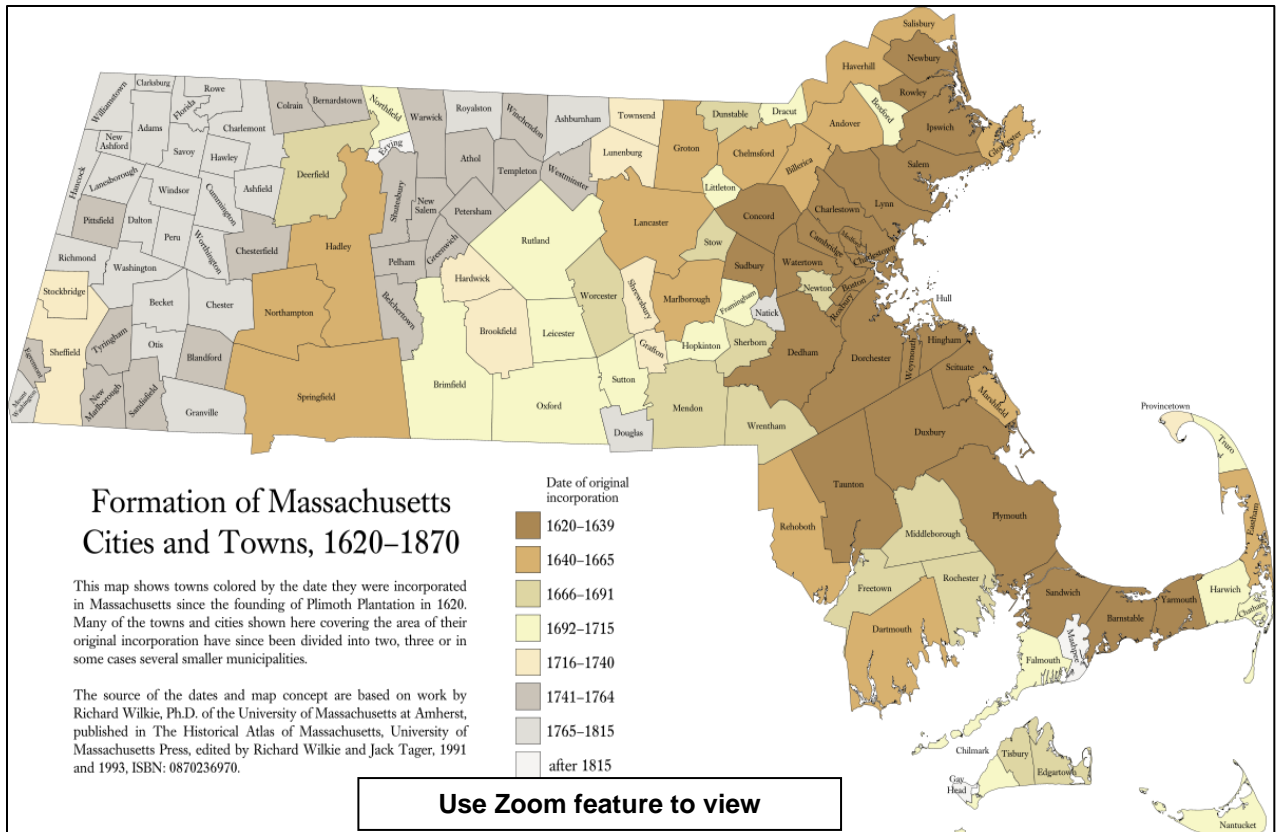 Salisbury
Newbury
Haverhill
Rowley
Williamstown
Clarksburg
Rowe
Florida
Colrain
Bernardstown
Northfield
Warwick
Royalston
Winchendon
Ashburnham
Townsend
Dunstable
Dracut
Boxford
Andover
Ipswich
Gloucester
New
Ashford
Adams
Charlemont
Erving
Groton
Chelmsford
Billerica
Salem
Hancock
Lanesborough
Savoy
Hawley
Deerfield
Athol
Templeton
Westminster
Lunenburg
Littleton
Windsor
Cummington
Ashfield
Shutesbury
New
Salem
Petersham
Lancaster
Concord
Charlestown
Lynn
Pittsfield
Dalton
Peru
Worthington
Chesterfield
Hadley
Pelham
Greenwich
Rutland
Stow
Sudbury
Cambridge
Medford
Charlestown
Watertown
Richmond
Washington
Stockbridge
Becket
Chester
Northampton
Belchertown
Hardwick
Worcester
Shrewsbury
Marlborough
Framingham
Newton
Boston
Roxbury
Natick
Hull
Brookfield
Leicester
Grafton
Hopkinton
Sherborn
Dedham
Dorchester
Weymouth
Hingham
Scituate
Egremont
Sheffield
Tyringham
Otis
Blandford
Mount
Washington
New
Marlborough
Sandisfield
Granville
Springfield
Brimfield
Oxford
Sutton
Douglas
Mendon
Wrentham
Marshfield
Duxbury
Provincetown
Truro
Taunton
Rehoboth
Plymouth
Middleborough
Eastham
Freetown
Rochester
Sandwich
Barnstable
Yarmouth
Harwich
Chatham
Dartmouth
Mashpee
Falmouth
Chilmark
Tisbury
Edgartown
Gay
Head
Nantucket
Formation of Massachusetts
Cities and Towns, 1620–1870
This map shows towns colored by the date they were incorporated
in Massachusetts since the founding of Plimoth Plantation in 1620.
Many of the towns and cities shown here covering the area of their
original incorporation have since been divided into two, three or in
some cases several smaller municipalities.
The source of the dates and map concept are based on work by
Richard Wilkie, Ph.D. of the University of Massachusetts at Amherst,
published in The Historical Atlas of Massachusetts, University of
Massachusetts Press, edited by Richard Wilkie and Jack Tager, 1991
and 1993, ISBN: 0870236970.
Date of original
incorporation
1620–1639
1640–1665
1666–1691
1692–1715
1716–1740
1741–1764
1765–1815
after 1815
Use Zoom feature to view